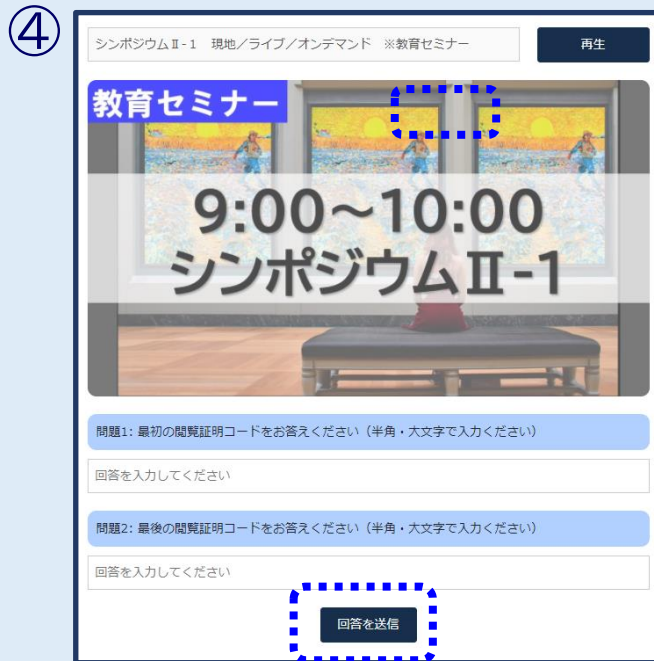 ④
シンポジウムⅡ-1 現地／ライブ／オンデマンド ※教育セミナー
再生
教育セミナー
9:00～10:00
シンポジウムⅡ-1
問題1: 最初の閲覧証明コードをお答えください（半角・大文字で入力ください）
回答を入力してください
問題2: 最後の閲覧証明コードをお答えください（半角・大文字で入力ください）
回答を入力してください
回答を送信